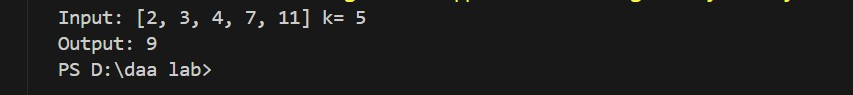 Input: [2, 3, 4, 7, 11] k= 5
Output: 9
PS D:\daa lab>